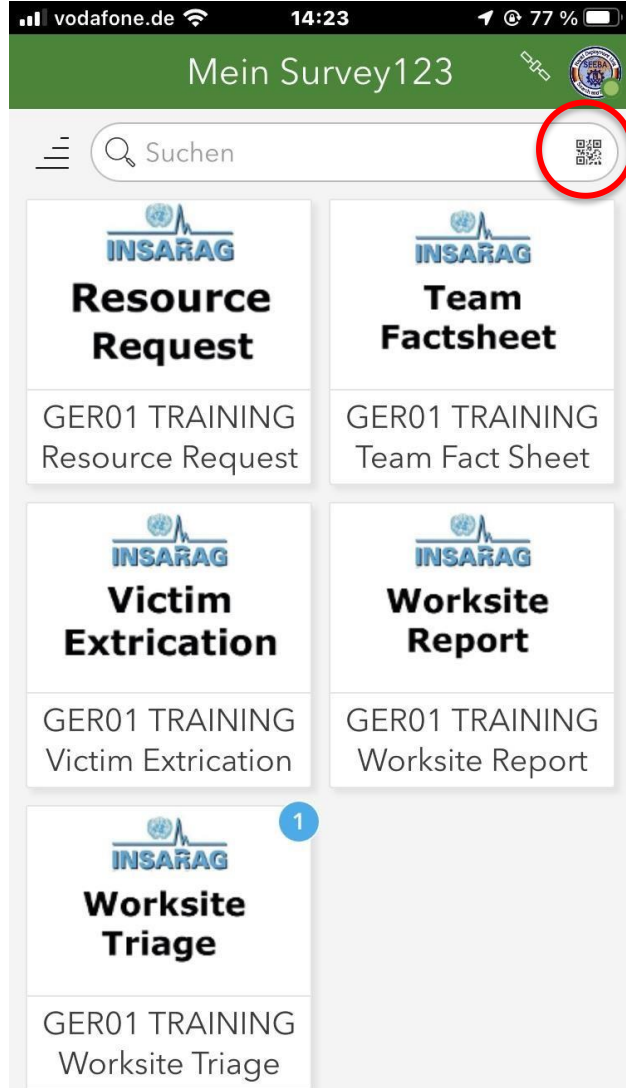 vodafone.de 14:23 77 %
Mein Survey123
SEEBA
Suchen
INSARAG
Resource
Request
GER01 TRAINING
Resource Request
INSARAG
Team
Factsheet
GER01 TRAINING
Team Fact Sheet
INSARAG
Victim
Extrication
GER01 TRAINING
Victim Extrication
INSARAG
Worksite
Report
GER01 TRAINING
Worksite Report
1
INSARAG
Worksite
Triage
GER01 TRAINING
Worksite Triage